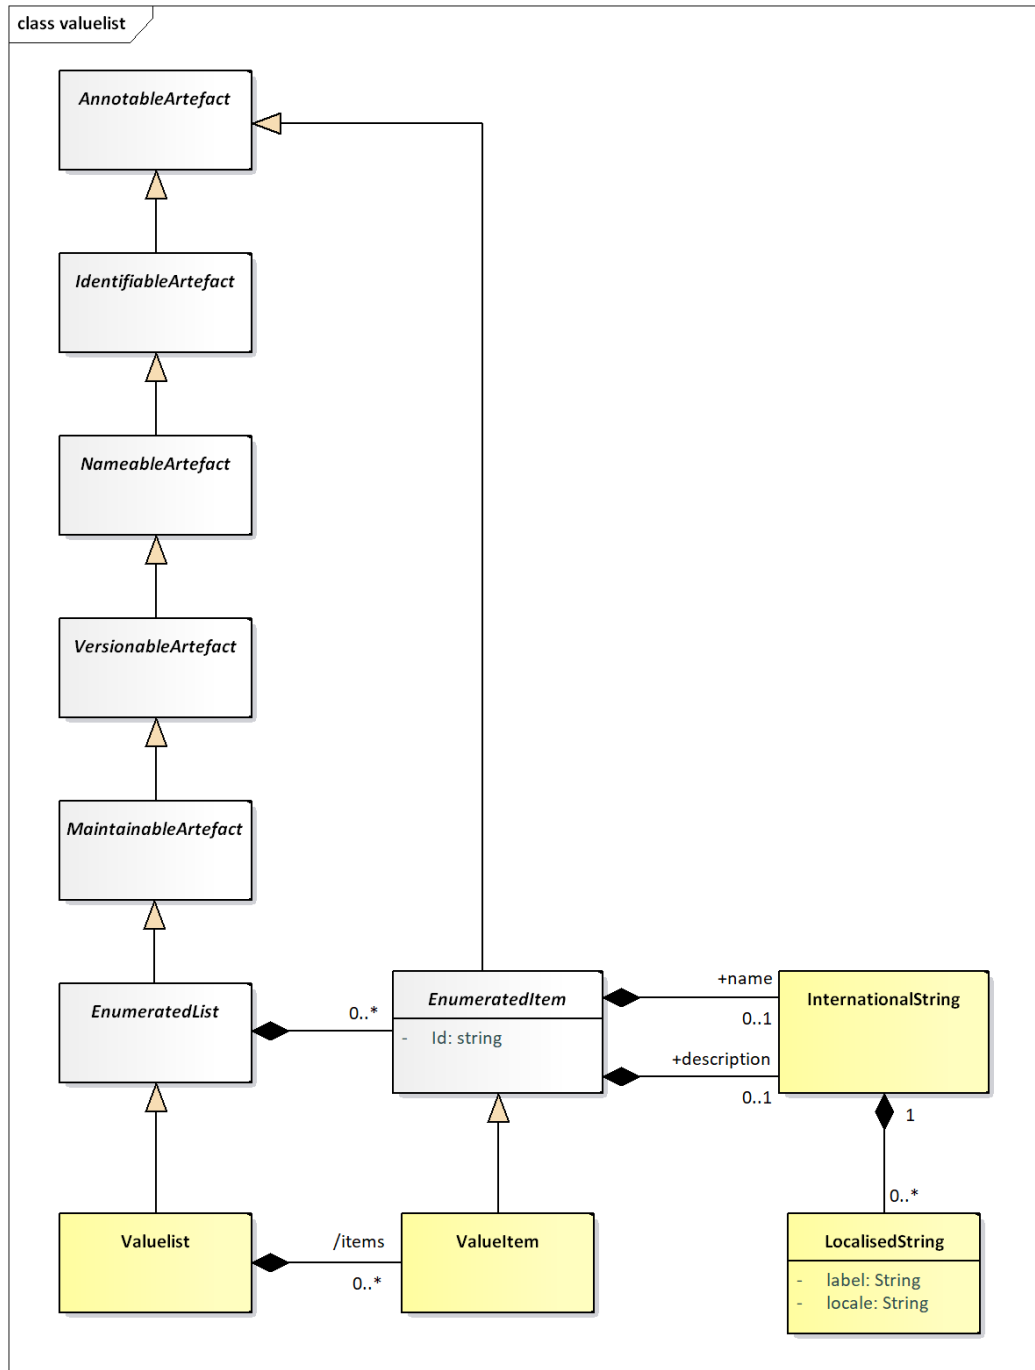 class valuelist
AnnotableArtefact
IdentifiableArtefact
NameableArtefact
VersionableArtefact
MaintainableArtefact
EnumeratedList
0..*
EnumeratedItem
- Id: string
+name
0..1
+description
0..1
InternationalString
1
0..*
Valuelist
/items
0..*
ValueItem
LocalisedString
- label: String
- locale: String